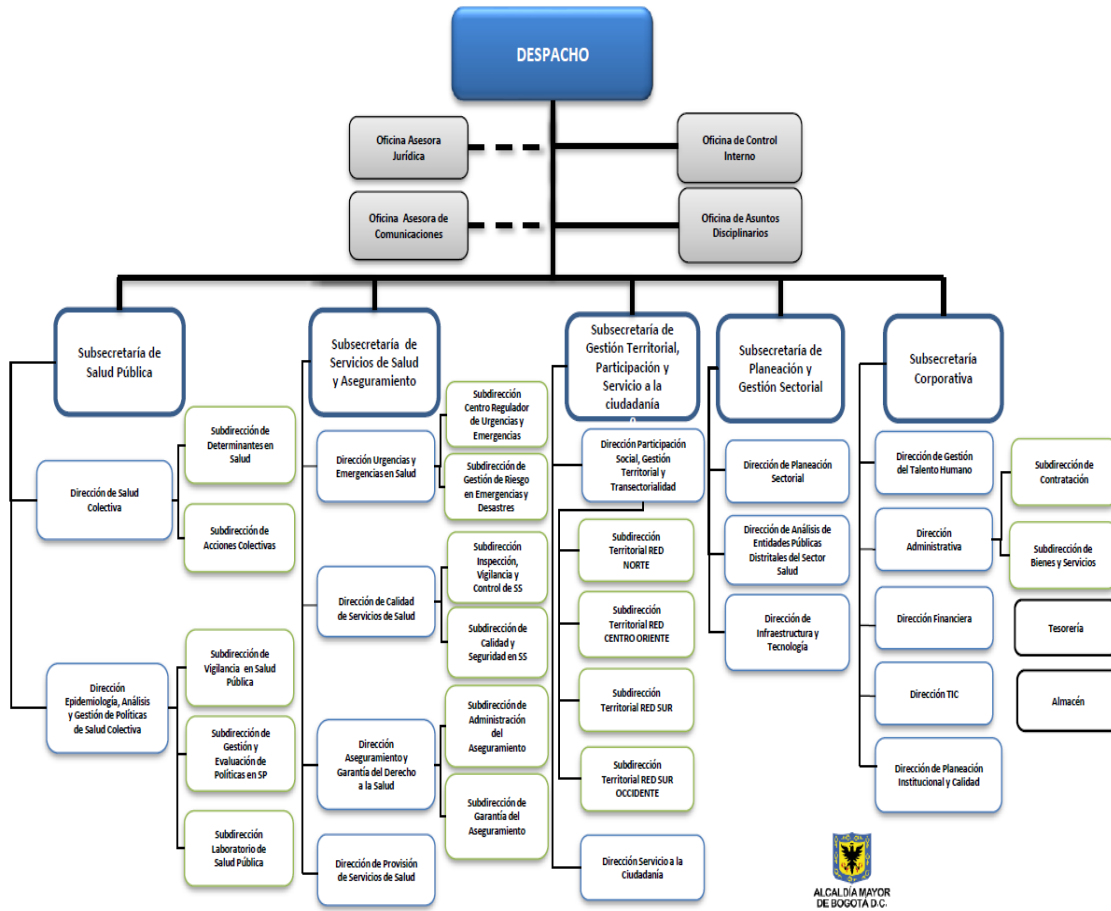 DESPACHO
Oficina Asesora
Jurídica
Oficina de Control
Interno
Oficina Asesora de
Comunicaciones
Oficina de Asuntos
Disciplinarios
Subsecretaría de
Salud Pública
Dirección de Salud
Colectiva
Subdirección de
Determinantes en
Salud
Subdirección de
Acciones Colectivas
Dirección
Epidemiología, Análisis
y Gestión de Políticas
de Salud Colectiva
Subdirección de
Vigilancia en Salud
Pública
Subdirección de
Gestión y
Evaluación de
Políticas en SP
Subdirección
Laboratorio de
Salud Pública
Subsecretaría de
Servicios de Salud
y Aseguramiento
Dirección Urgencias y
Emergencias en Salud
Subdirección
Centro Regulador
de Urgencias y
Emergencias
Subdirección de
Gestión de Riesgo
en Emergencias y
Desastres
Dirección de Calidad
de Servicios de Salud
Subdirección
Inspección,
Vigilancia y
Control de SS
Subdirección de
Calidad y
Seguridad en SS
Dirección
Aseguramiento y
Garantía del Derecho
a la Salud
Subdirección de
Administración
del
Aseguramiento
Subdirección de
Garantía del
Aseguramiento
Dirección de Provisión
de Servicios de Salud
Subsecretaría de
Gestión Territorial,
Participación y
Servicio a la
ciudadanía
Dirección Participación
Social, Gestión
Territorial y
Transectorialidad
Subdirección
Territorial RED
NORTE
Subdirección
Territorial RED
CENTRO ORIENTE
Subdirección
Territorial RED SUR
Subdirección
Territorial RED SUR
OCCIDENTE
Dirección Servicio a la
Ciudadanía
Subsecretaría de
Planeación y
Gestión Sectorial
Dirección de Planeación
Sectorial
Dirección de Análisis de
Entidades Públicas
Distritales del Sector
Salud
Dirección de
Infraestructura y
Tecnología
Subsecretaría
Corporativa
Dirección de Gestión
del Talento Humano
Dirección
Administrativa
Subdirección de
Contratación
Subdirección de
Bienes y Servicios
Dirección Financiera
Tesorería
Dirección TIC
Almacén
Dirección de Planeación
Institucional y Calidad
ALCALDÍA MAYOR
DE BOGOTÁ D.C.